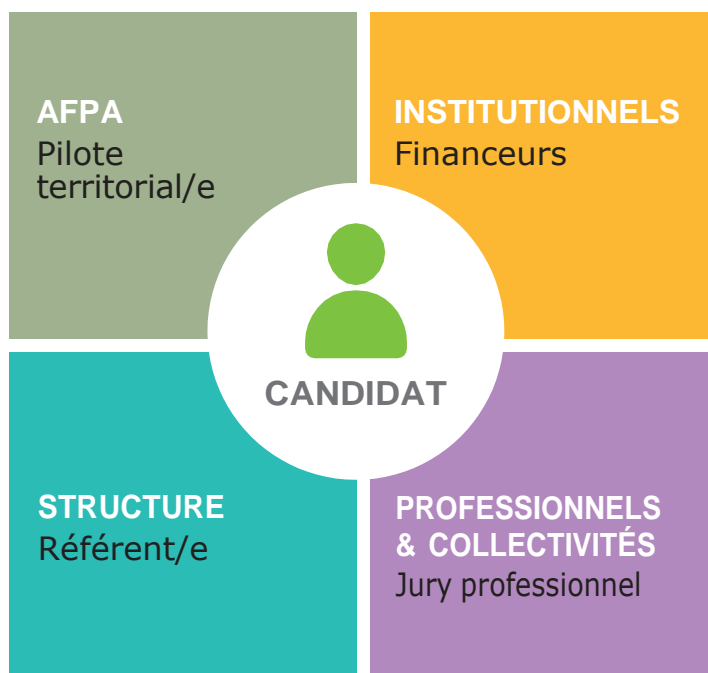 AFPA
Pilote
territorial/e
INSTITUTIONNELS
Financeurs
CANDIDAT
STRUCTURE
Référent/e
PROFESSIONNELS
& COLLECTIVITÉS
Jury professionnel